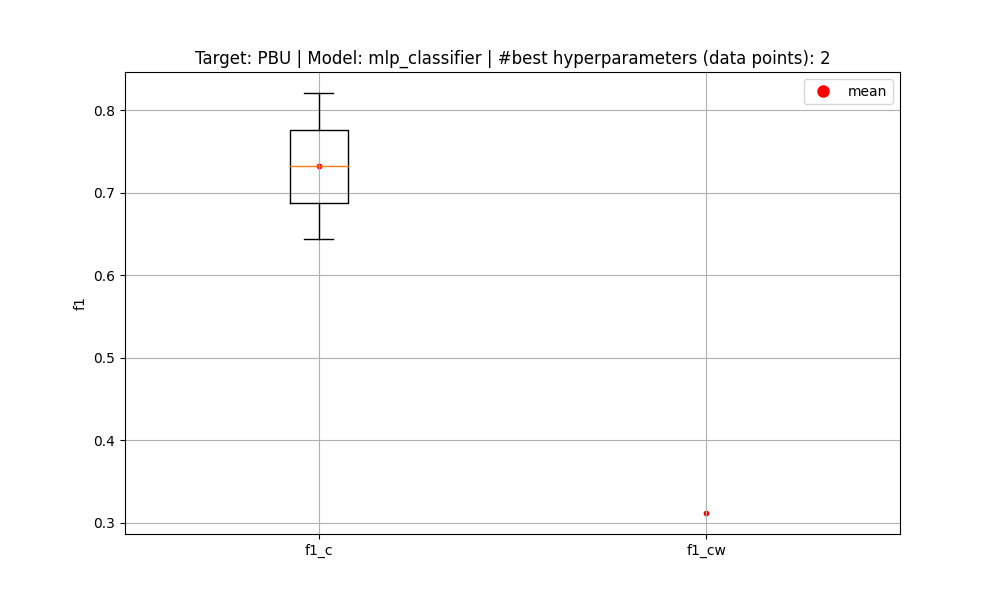 Target: PBU | Model: mlp_classifier | #best hyperparameters (data points): 2
mean
0.8
0.7
0.6
0.5
0.4
0.3
f1
f1_c
f1_cw